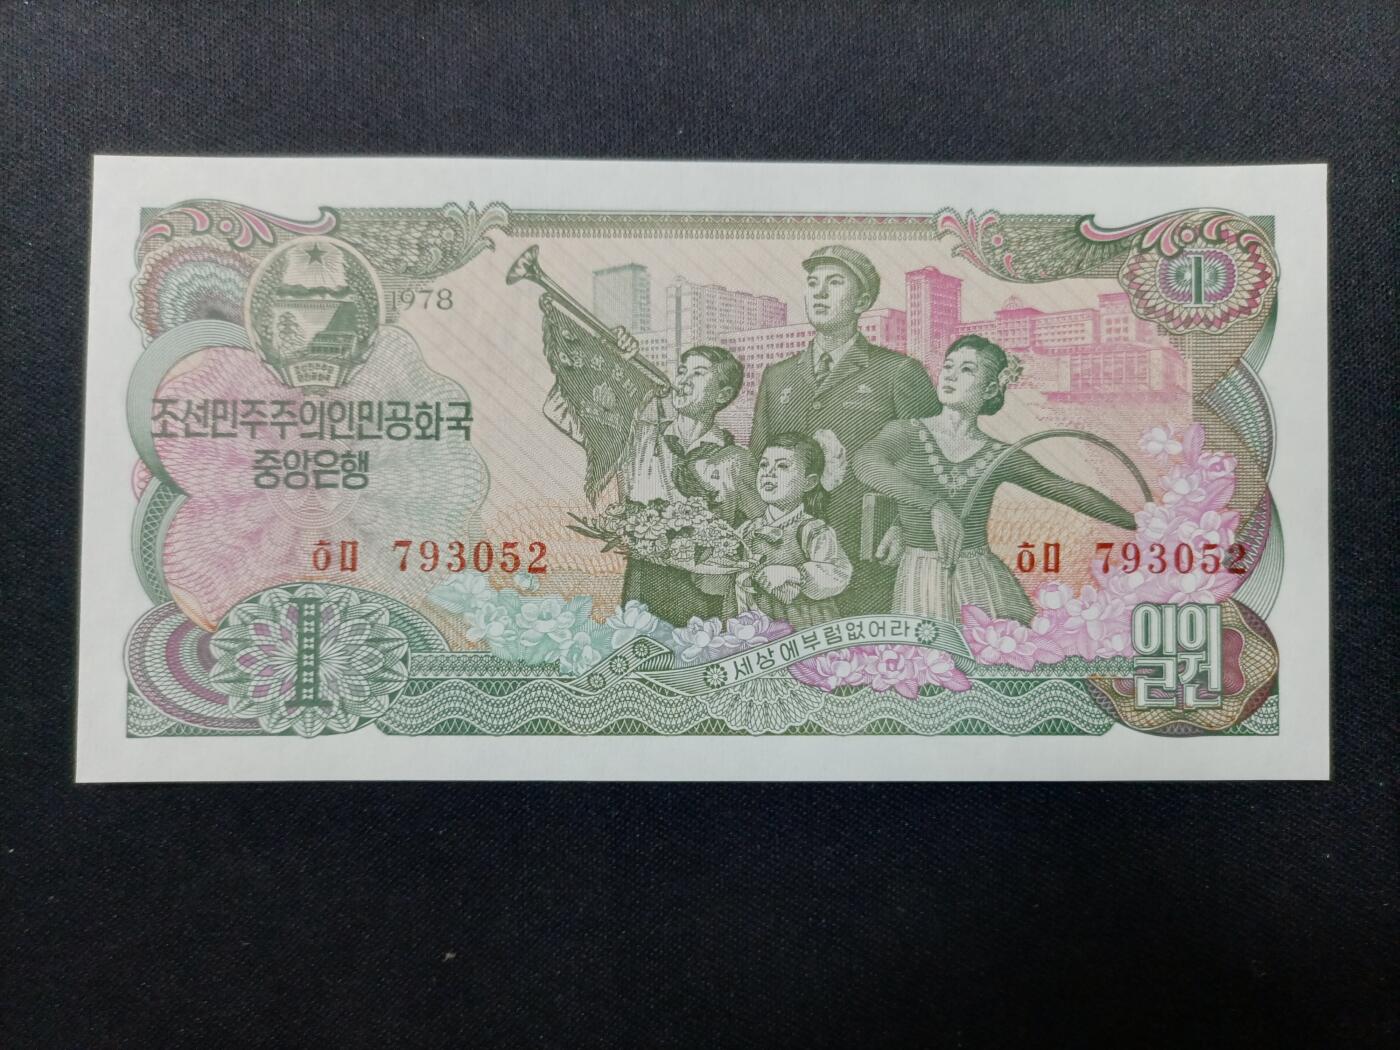 1978
1
조선민주주의인민공화국
중앙은행
ㅎㅁ 793052
ㅎㅁ 793052
1
세상에부럼없어라
일원